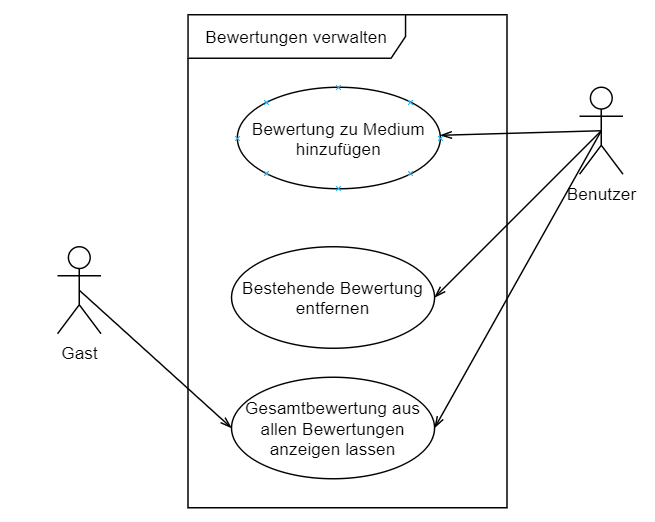 Bewertungen verwalten
Bewertung zu Medium
hinzufügen
Benutzer
Bestehende Bewertung
entfernen
Gast
Gesamtbewertung aus
allen Bewertungen
anzeigen lassen